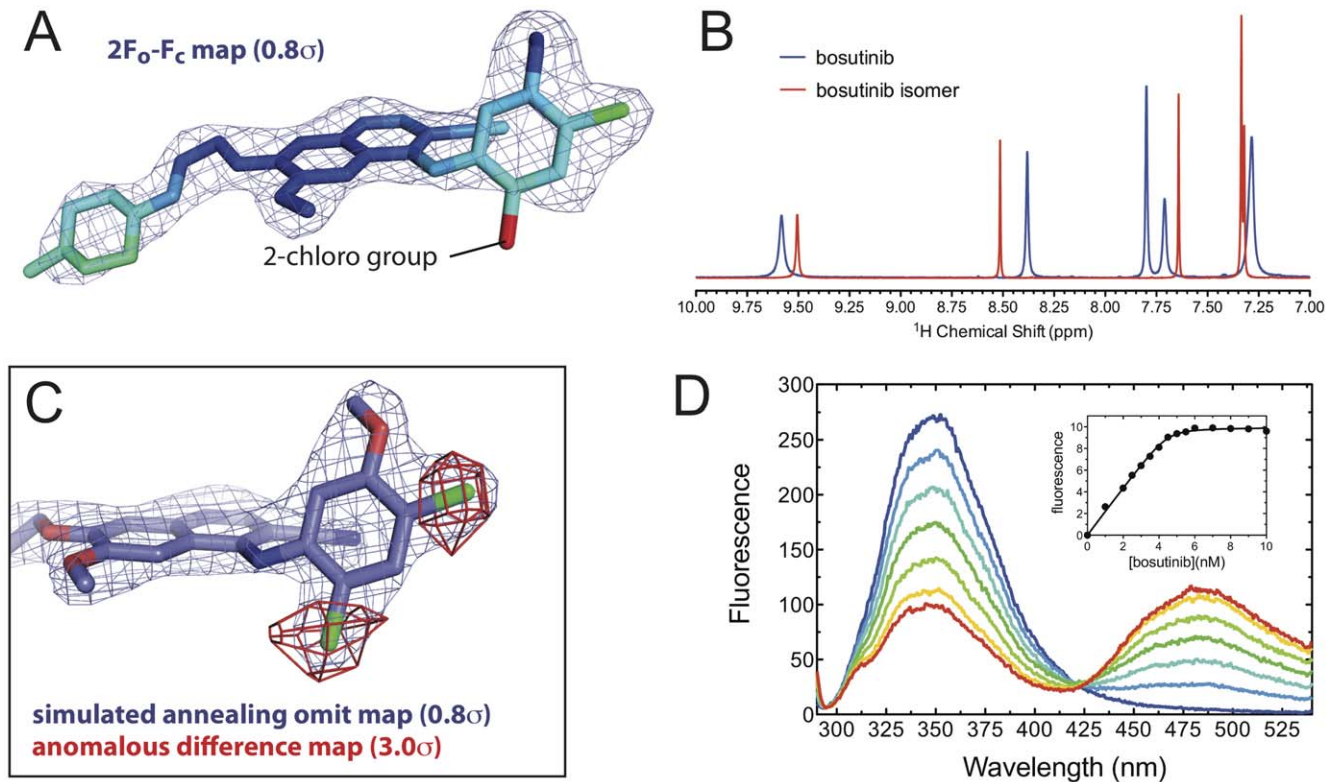 A
2Fo-Fc map (0.8σ)
2-chloro group
B
bosutinib
bosutinib isomer
10.00 9.75 9.50 9.25 9.00 8.75 8.50 8.25 8.00 7.75 7.50 7.25 7.00
¹H Chemical Shift (ppm)
C
simulated annealing omit map (0.8σ)
anomalous difference map (3.0σ)
D
Fluorescence
300
250
200
150
100
50
0
300 325 350 375 400 425 450 475 500 525
Wavelength (nm)
fluorescence
10
8
6
4
2
0
0 2 4 6 8 10
[bosutinib](nM)